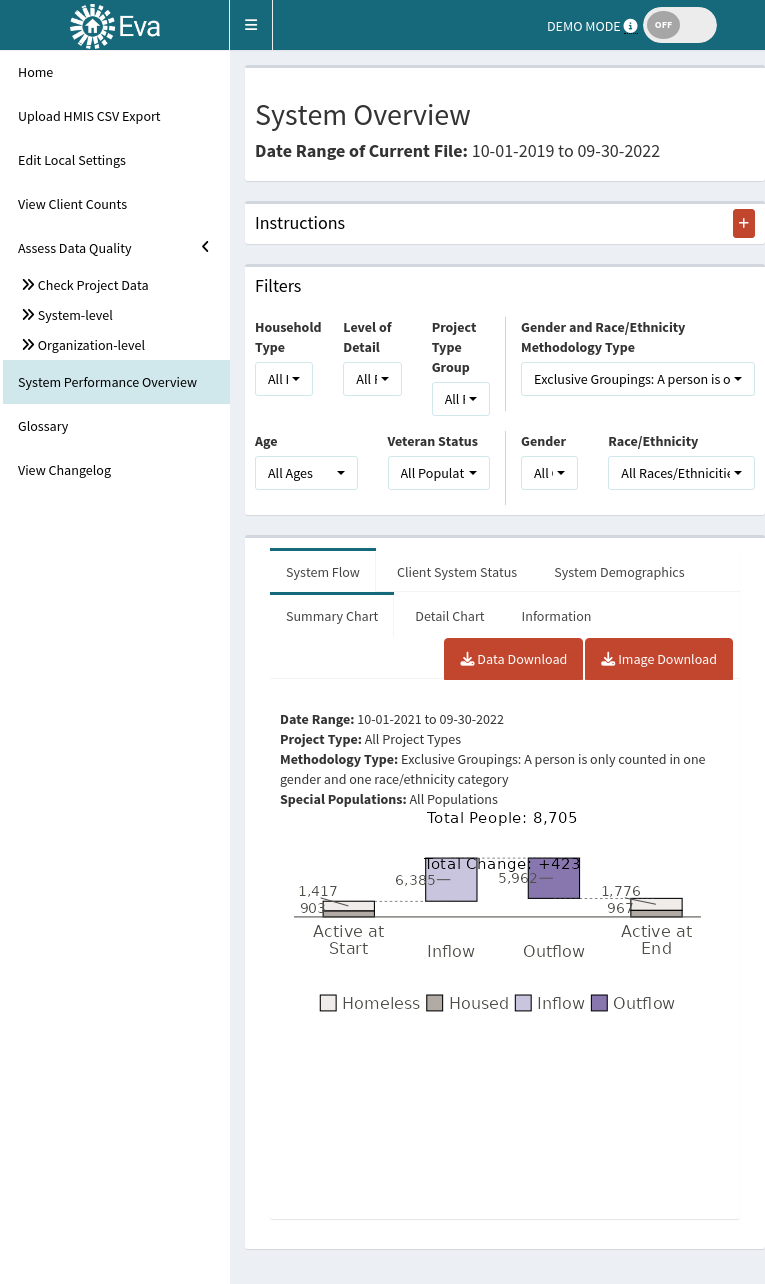 Eva
DEMO MODE
OFF
Home
Upload HMIS CSV Export
Edit Local Settings
View Client Counts
Assess Data Quality
Check Project Data
System-level
Organization-level
System Performance Overview
Glossary
View Changelog
System Overview
Date Range of Current File: 10-01-2019 to 09-30-2022
Instructions
+
Filters
Household
Type
All
Level of
Detail
All
Project
Type
Group
All
Gender and Race/Ethnicity
Methodology Type
Exclusive Groupings: A person is o
Age
All Ages
Veteran Status
All Populat
Gender
All
Race/Ethnicity
All Races/Ethnicitie
System Flow
Client System Status
System Demographics
Summary Chart
Detail Chart
Information
Data Download
Image Download
Date Range: 10-01-2021 to 09-30-2022
Project Type: All Project Types
Methodology Type: Exclusive Groupings: A person is only counted in one
gender and one race/ethnicity category
Special Populations: All Populations
Total People: 8,705
Total Change: +423
1,417
903
6,385
5,962
1,776
967
Active at
Start
Inflow
Outflow
Active at
End
Homeless
Housed
Inflow
Outflow